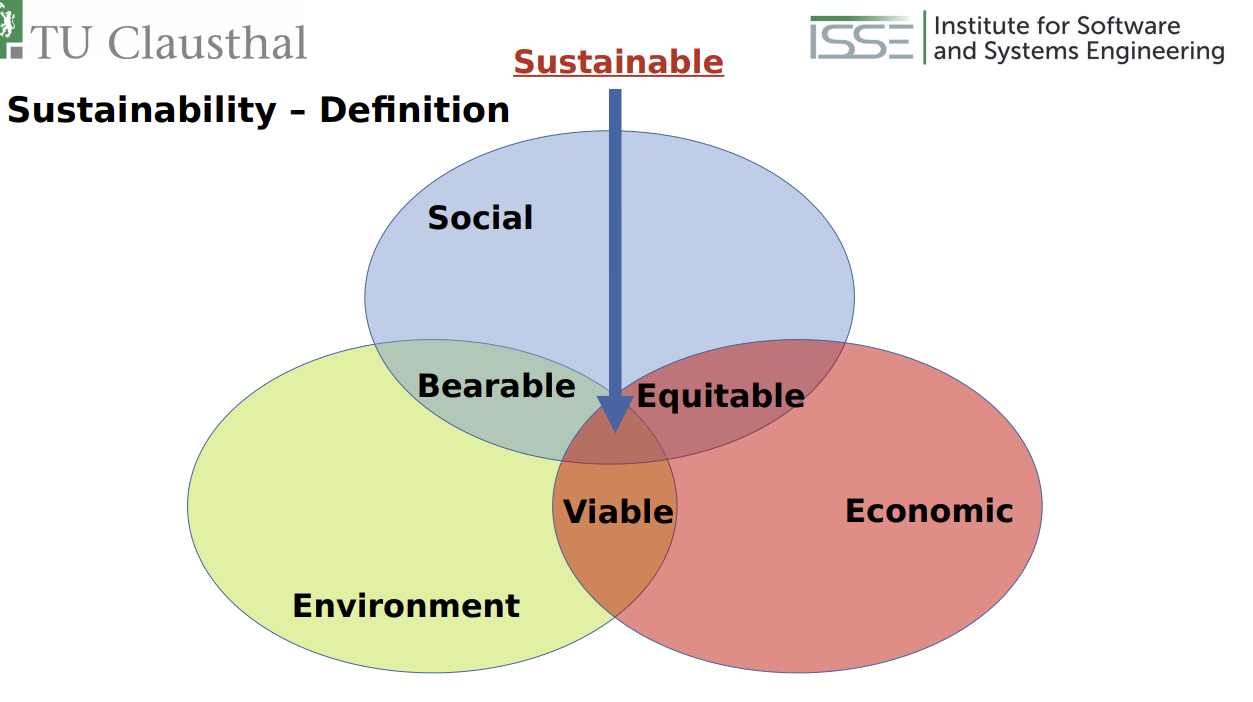 TU Clausthal
Institute for Software
ISSE
and Systems Engineering
Sustainable
Sustainability – Definition
Social
Bearable
Equitable
Viable
Economic
Environment